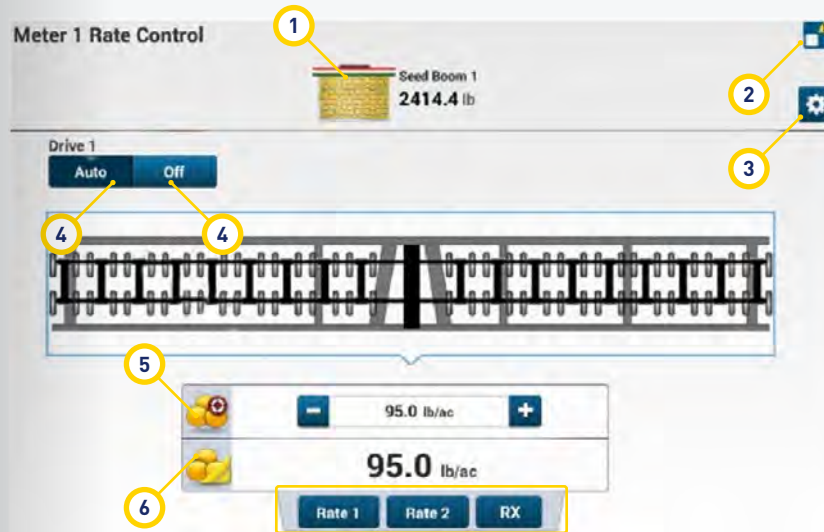 1
Meter 1 Rate Control
Seed Boom 1
2414.4 lb
2
3
Drive 1
Auto Off
4 4
5
95.0 lb/ac
95.0 lb/ac
6
Rate 1 Rate 2 RX